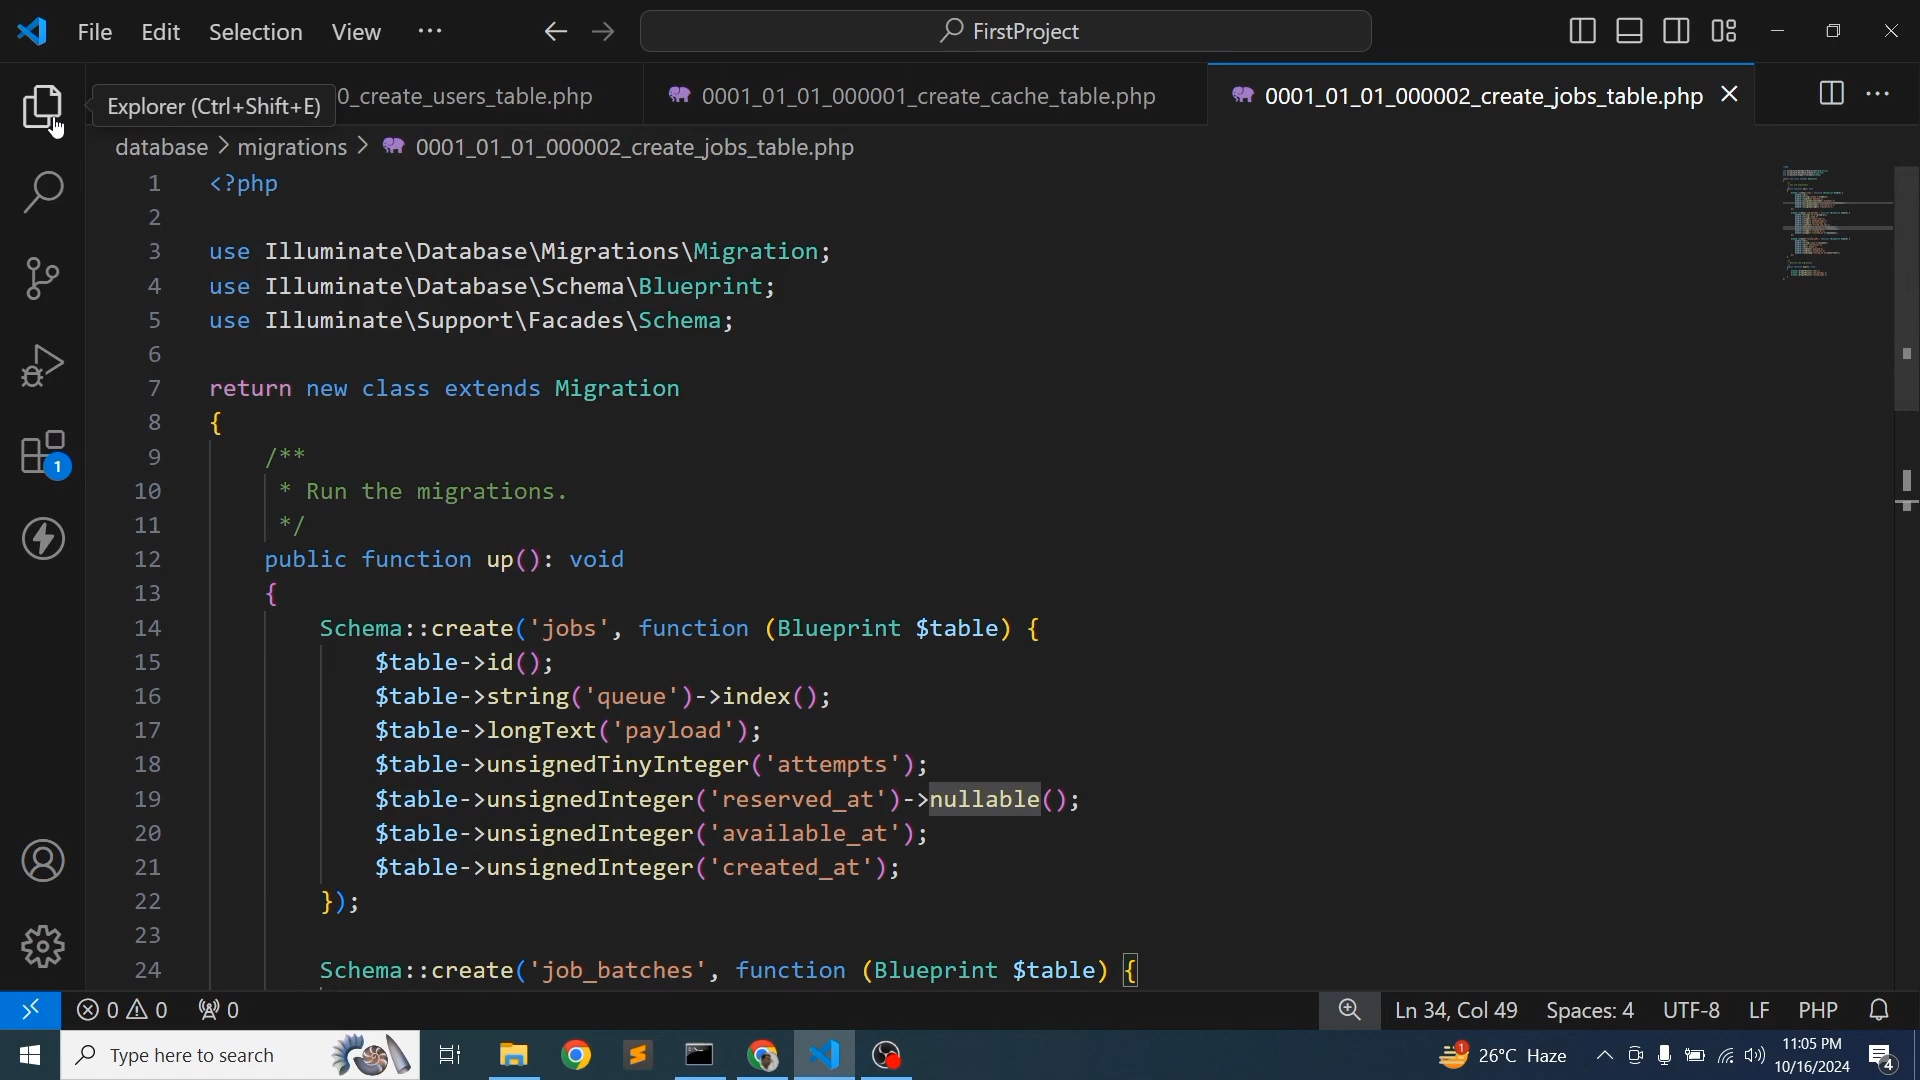 File Edit Selection View ···
FirstProject
Explorer (Ctrl+Shift+E)
0_create_users_table.php
0001_01_01_000001_create_cache_table.php
0001_01_01_000002_create_jobs_table.php
database > migrations > 0001_01_01_000002_create_jobs_table.php
1 <?php
2
3 use Illuminate\Database\Migrations\Migration;
4 use Illuminate\Database\Schema\Blueprint;
5 use Illuminate\Support\Facades\Schema;
6
7 return new class extends Migration
8 {
9 /**
10 * Run the migrations.
11 */
12 public function up(): void
13 {
14 Schema::create('jobs', function (Blueprint $table) {
15 $table->id();
16 $table->string('queue')->index();
17 $table->longText('payload');
18 $table->unsignedTinyInteger('attempts');
19 $table->unsignedInteger('reserved_at')->nullable();
20 $table->unsignedInteger('available_at');
21 $table->unsignedInteger('created_at');
22 });
23
24 Schema::create('job_batches', function (Blueprint $table) {
1
0 0 0
Ln 34, Col 49 Spaces: 4 UTF-8 LF PHP
Type here to search
1
26°C Haze
11:05 PM
10/16/2024
4